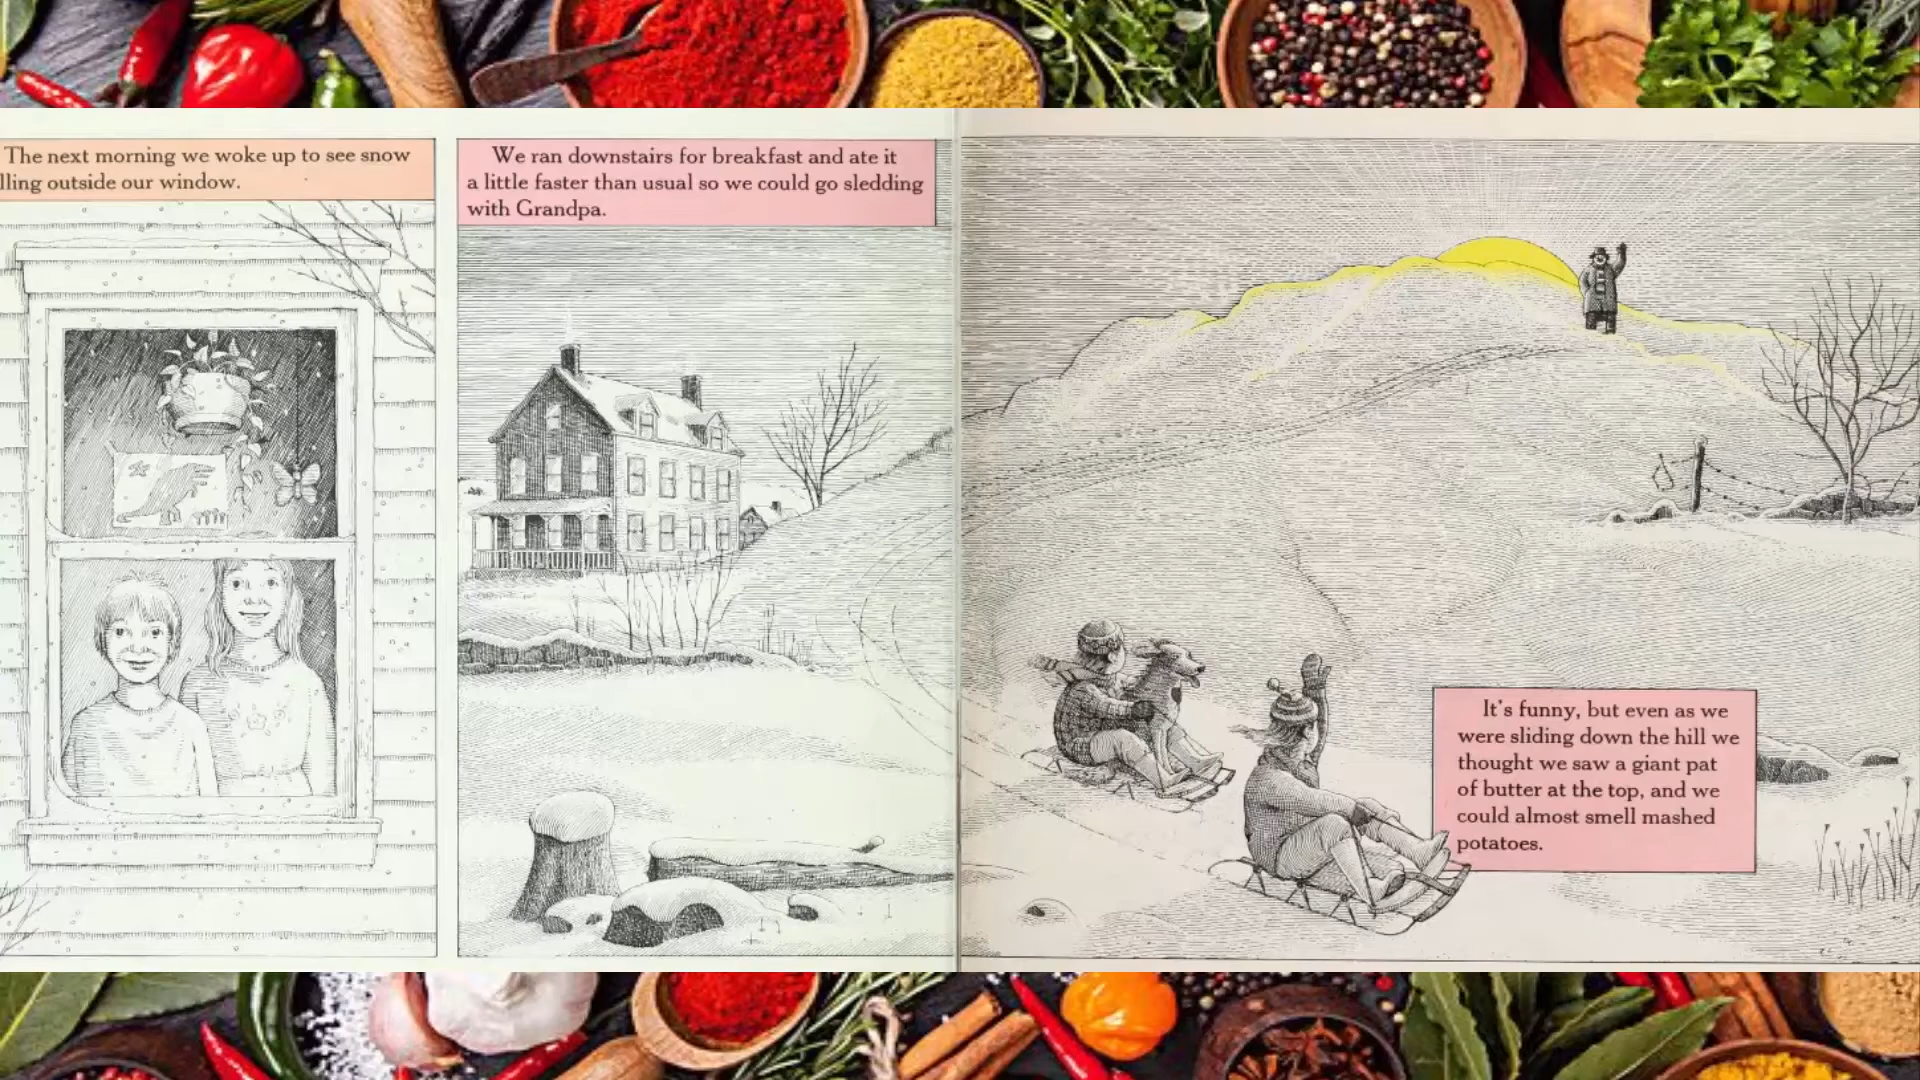 The next morning we woke up to see snow
lling outside our window.
We ran downstairs for breakfast and ate it
a little faster than usual so we could go sledding
with Grandpa.
It's funny, but even as we
were sliding down the hill we
thought we saw a giant pat
of butter at the top, and we
could almost smell mashed
potatoes.